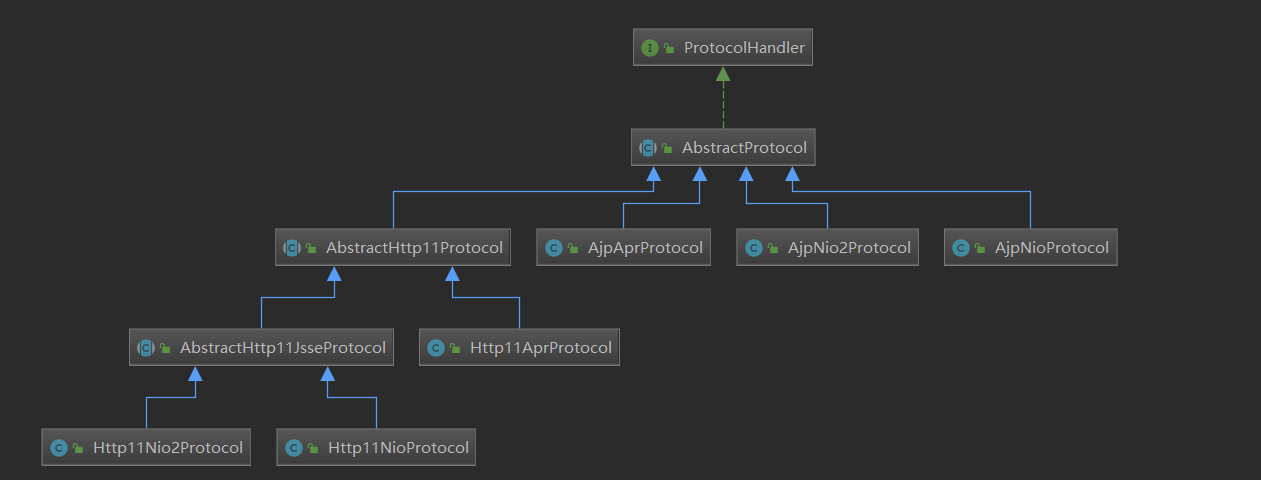 ProtocolHandler
AbstractProtocol
AbstractHttp11Protocol
AjpAprProtocol
AjpNio2Protocol
AjpNioProtocol
AbstractHttp11JsseProtocol
Http11AprProtocol
Http11Nio2Protocol
Http11NioProtocol